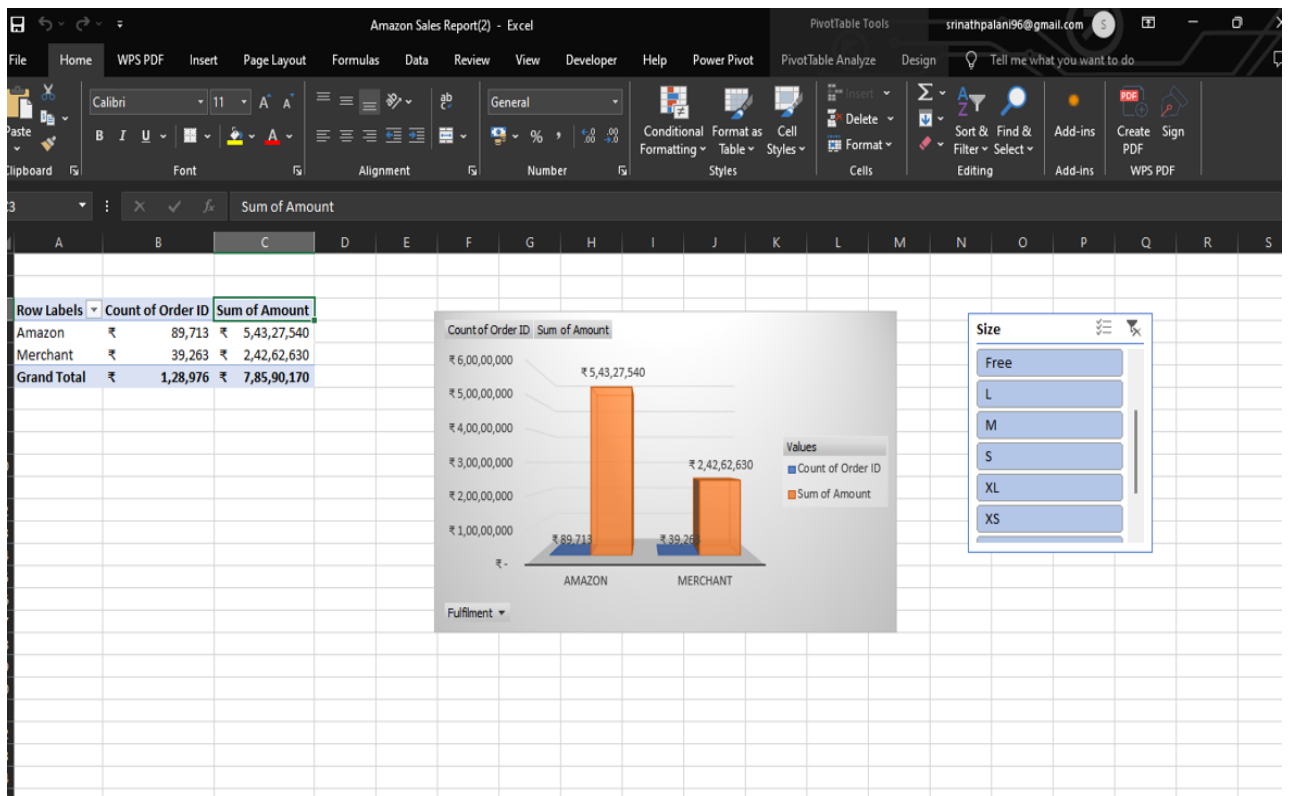 Amazon Sales Report(2) - Excel
PivotTable Tools
srinathpalani96@gmail.com
S
File Home WPS PDF Insert Page Layout Formulas Data Review View Developer Help Power Pivot PivotTable Analyze Design Tell me what you want to do
Calibri 11 A A
ab
General
Insert
Paste
B I U A
% ,
Conditional Formatting
Format as Table
Cell Styles
Delete
Format
Sort & Filter
Find & Select
Add-ins
PDF
Create PDF
Sign
Clipboard Font Alignment Number Styles Cells Editing Add-ins WPS PDF
fx Sum of Amount
A B C D E F G H I J K L M N O P Q R S
Row Labels Count of Order ID Sum of Amount
Amazon ₹ 89,713 ₹ 5,43,27,540
Merchant ₹ 39,263 ₹ 2,42,62,630
Grand Total ₹ 1,28,976 ₹ 7,85,90,170
Count of Order ID Sum of Amount
₹ 6,00,00,000
₹ 5,00,00,000
₹ 4,00,00,000
₹ 3,00,00,000
₹ 2,00,00,000
₹ 1,00,00,000
₹ -
₹ 5,43,27,540
₹ 2,42,62,630
₹ 89,713
₹ 39,263
AMAZON MERCHANT
Values
Count of Order ID
Sum of Amount
Fulfilment
Size
Free
L
M
S
XL
XS